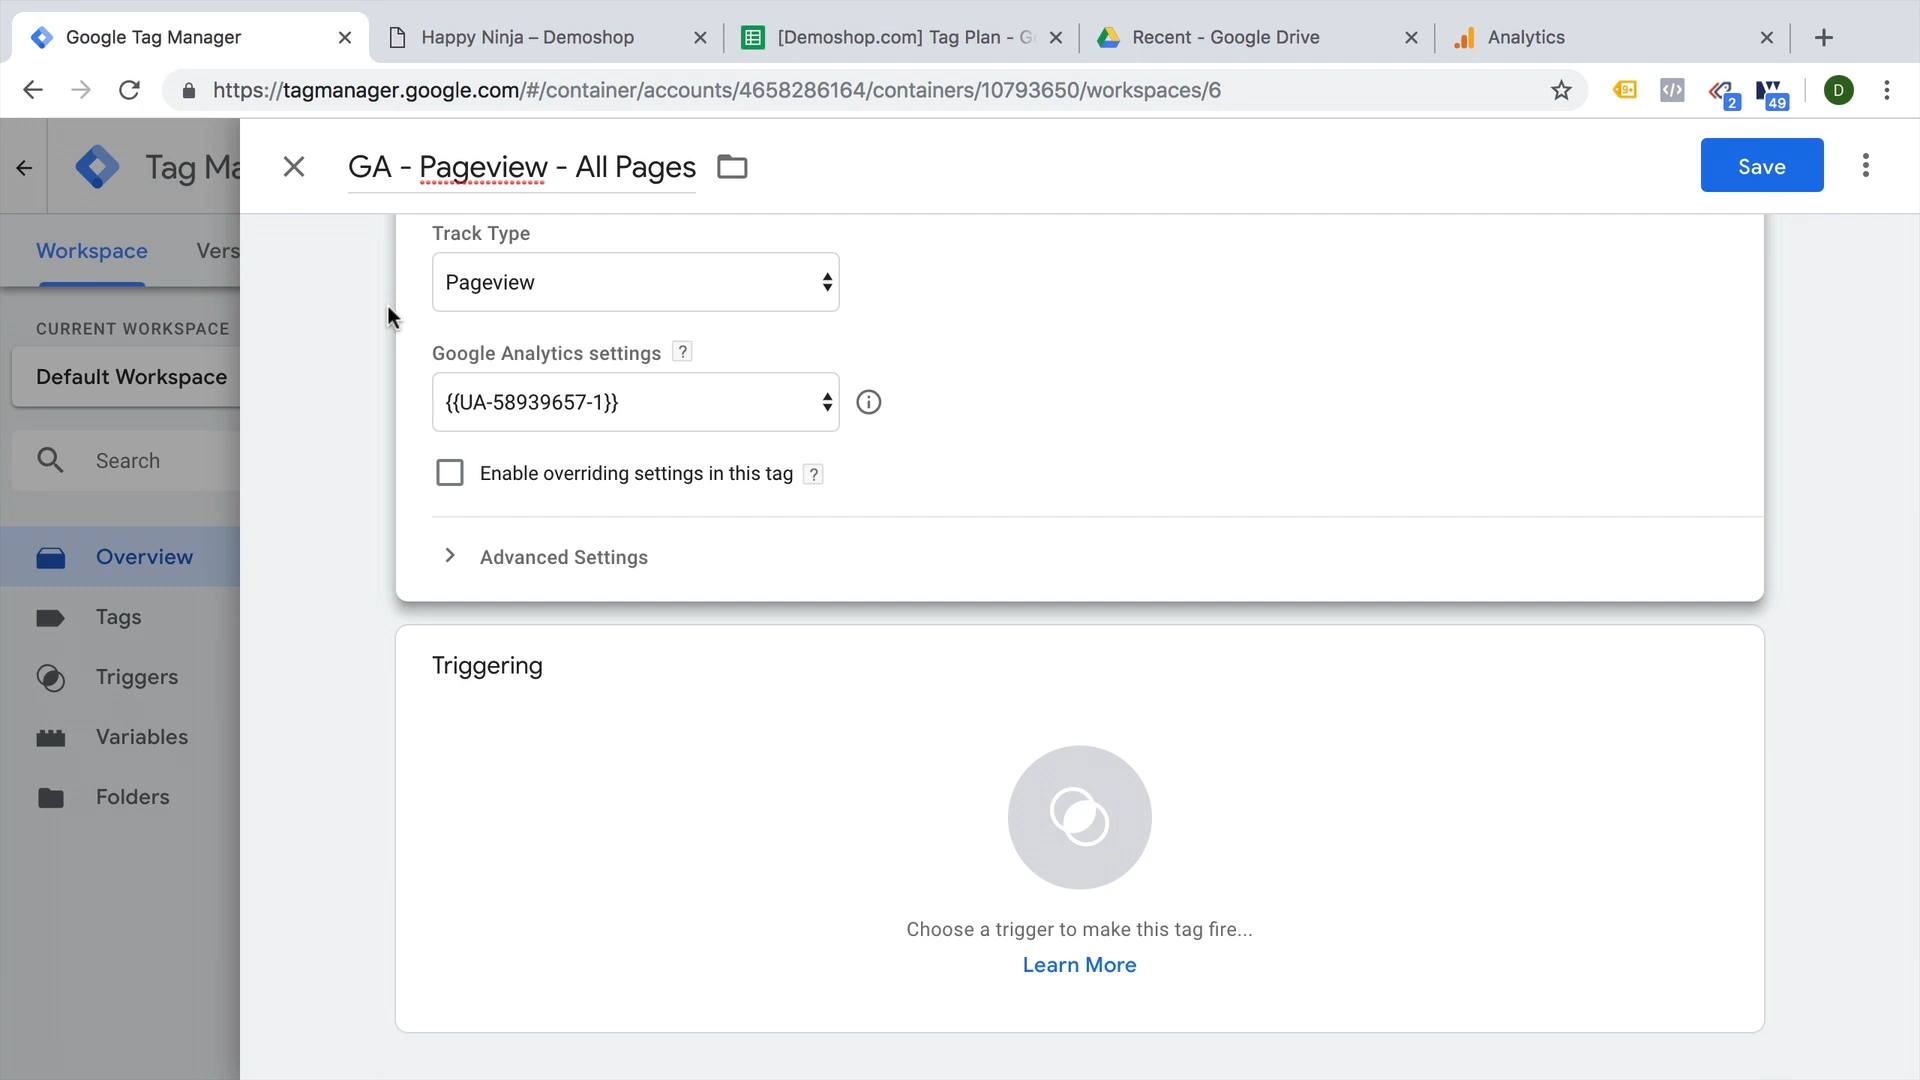 Google Tag Manager
Happy Ninja – Demoshop
[Demoshop.com] Tag Plan - G
Recent - Google Drive
Analytics
https://tagmanager.google.com/#/container/accounts/4658286164/containers/10793650/workspaces/6
9+
2
49
D
Tag Ma
GA - Pageview - All Pages
Save
Workspace
Vers
Track Type
Pageview
CURRENT WORKSPACE
Default Workspace
Google Analytics settings ?
{{UA-58939657-1}}
Search
Enable overriding settings in this tag ?
Overview
Advanced Settings
Tags
Triggering
Triggers
Variables
Folders
Choose a trigger to make this tag fire...
Learn More